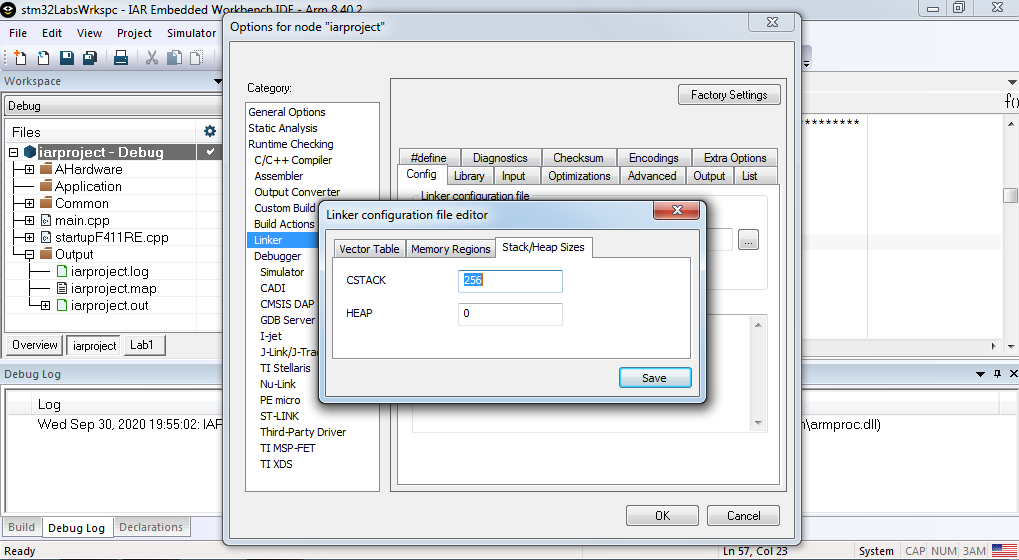 stm32LabsWrkspc - IAR Embedded Workbench IDE - Arm 8.40.2
File Edit View Project Simulator
Workspace
Debug
Files
iarproject - Debug
AHardware
Application
Common
main.cpp
startupF411RE.cpp
Output
iarproject.log
iarproject.map
iarproject.out
Overview iarproject Lab1
Options for node "iarproject"
Category:
General Options
Static Analysis
Runtime Checking
C/C++ Compiler
Assembler
Output Converter
Custom Build
Build Actions
Linker
Debugger
Simulator
CADI
CMSIS DAP
GDB Server
I-jet
J-Link/J-Trac
TI Stellaris
Nu-Link
PE micro
ST-LINK
Third-Party Driver
TI MSP-FET
TI XDS
Factory Settings
#define Diagnostics Checksum Encodings Extra Options
Config Library Input Optimizations Advanced Output List
Linker configuration file
...
Linker configuration file editor
Vector Table Memory Regions Stack/Heap Sizes
CSTACK 256
HEAP 0
Save
OK Cancel
f()
*********
Debug Log
Log
Wed Sep 30, 2020 19:55:02: IAR
n\armproc.dll)
Build Debug Log Declarations
Ready Ln 57, Col 23 System CAP NUM ЗАМ